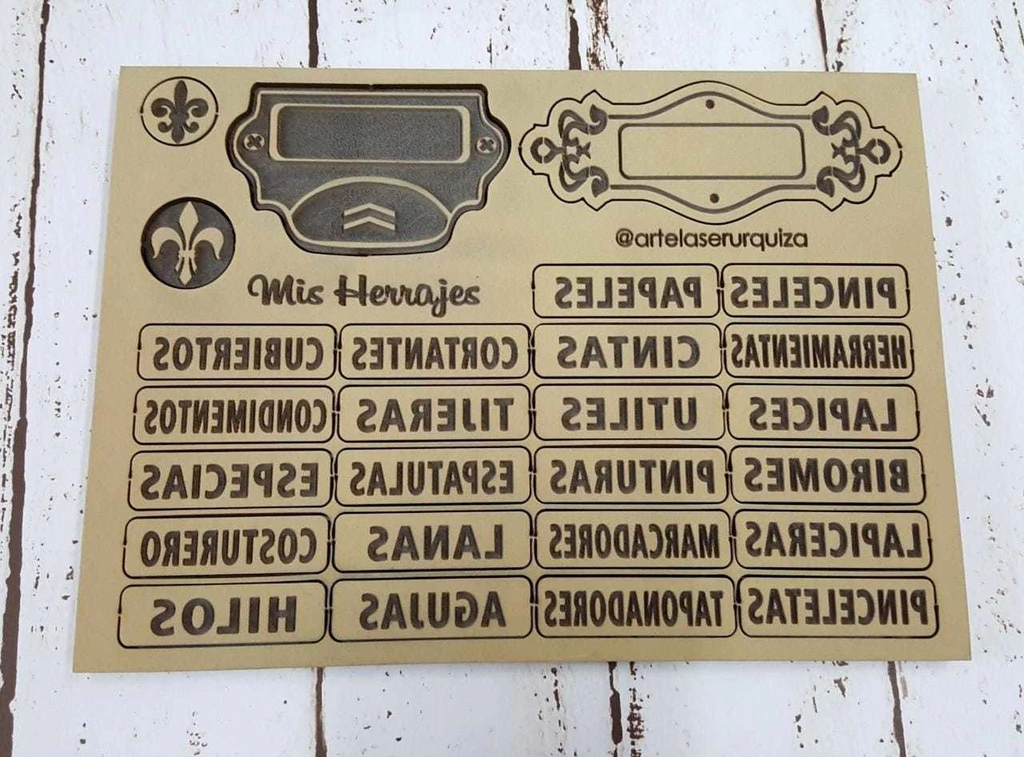 @artelaserurquiza
Mis Herrajes
PAPELES PINCELES
CUBIERTOS CORTANTES CINTAS HERRAMIENTAS
CONDIMENTOS TIJERAS UTILES LAPICES
ESPECIAS ESPATULAS PINTURAS BIROMES
COSTURERO LANAS MARCADORES LAPICERAS
HILOS AGUJAS TAPONADORES PINCELETAS